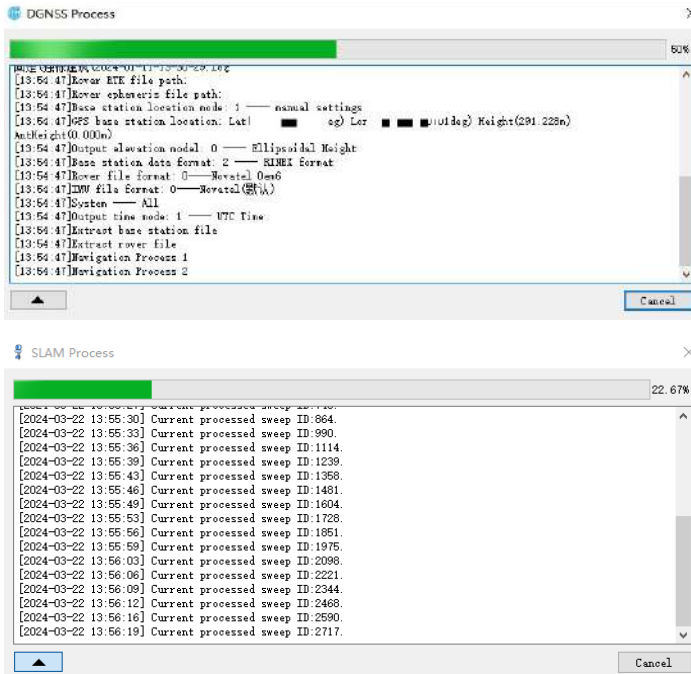 DGNSS Process
50%
[13:54:47]Rover RTK file path:
[13:54:47]Rover ephemeris file path:
[13:54:47]Base station location mode: 1 —— manual settings
[13:54:47]GPS base station location: Lat( eg) Lor deg) Height(291.228m)
AntHeight(0.000m)
[13:54:47]Output elevation model: 0 —— Ellipsoidal Height
[13:54:47]Base station data format: 2 —— RINEX format
[13:54:47]Rover file format: 0——Novatel Oem6
[13:54:47]IMU file format: 0——Novatel(默认)
[13:54:47]System —— All
[13:54:47]Output time mode: 1 —— UTC Time
[13:54:47]Extract base station file
[13:54:47]Extract rover file
[13:54:47]Navigation Process 1
[13:54:47]Navigation Process 2
Cancel
SLAM Process
22.67%
[2024-03-22 13:55:30] Current processed sweep ID:864.
[2024-03-22 13:55:33] Current processed sweep ID:990.
[2024-03-22 13:55:36] Current processed sweep ID:1114.
[2024-03-22 13:55:39] Current processed sweep ID:1239.
[2024-03-22 13:55:43] Current processed sweep ID:1358.
[2024-03-22 13:55:46] Current processed sweep ID:1481.
[2024-03-22 13:55:49] Current processed sweep ID:1604.
[2024-03-22 13:55:53] Current processed sweep ID:1728.
[2024-03-22 13:55:56] Current processed sweep ID:1851.
[2024-03-22 13:55:59] Current processed sweep ID:1975.
[2024-03-22 13:56:03] Current processed sweep ID:2098.
[2024-03-22 13:56:06] Current processed sweep ID:2221.
[2024-03-22 13:56:09] Current processed sweep ID:2344.
[2024-03-22 13:56:12] Current processed sweep ID:2468.
[2024-03-22 13:56:16] Current processed sweep ID:2590.
[2024-03-22 13:56:19] Current processed sweep ID:2717.
Cancel